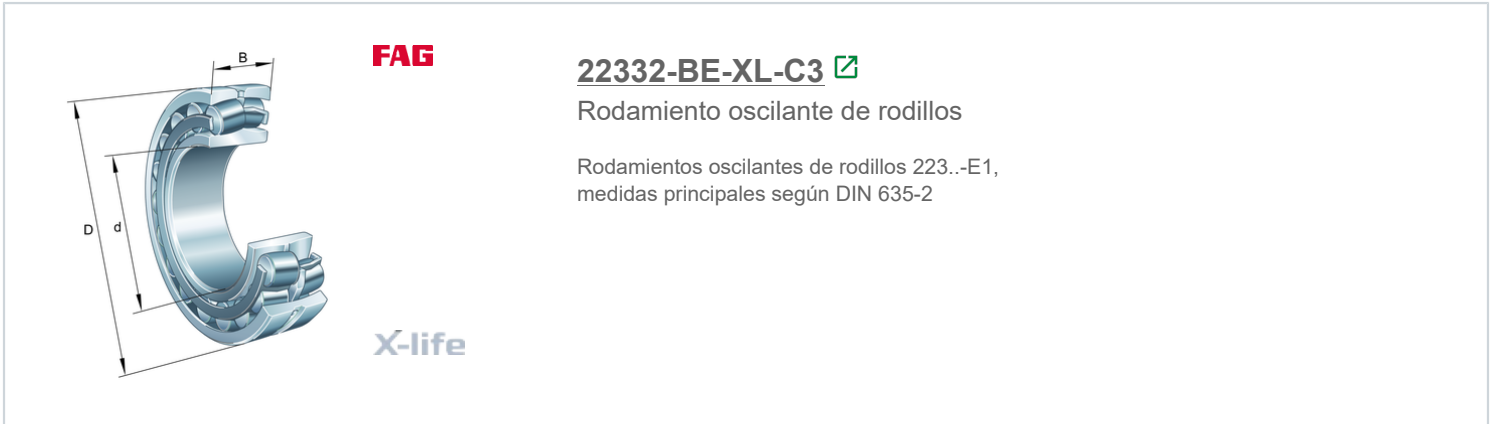 B
D
d
FAG
X-life
22332-BE-XL-C3
Rodamiento oscilante de rodillos
Rodamientos oscilantes de rodillos 223..-E1,
medidas principales según DIN 635-2